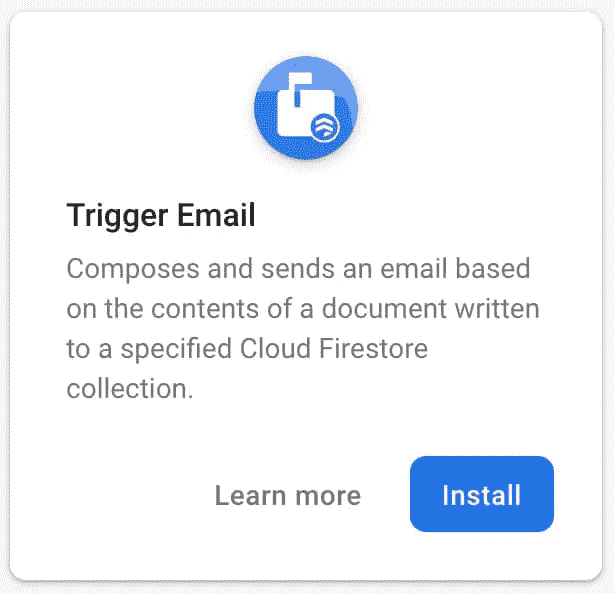 Trigger Email
Composes and sends an email based
on the contents of a document written
to a specified Cloud Firestore
collection.
Learn more
Install